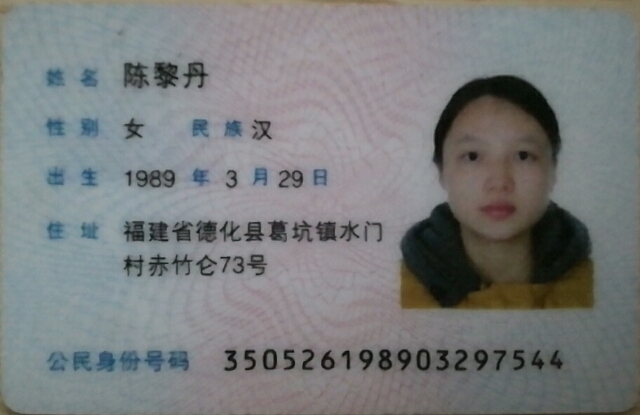 姓名 陈黎丹
性别 女 民族 汉
出生 1989 年 3 月 29 日
住址 福建省德化县葛坑镇水门
村赤竹仑73号
公民身份号码 350526198903297544